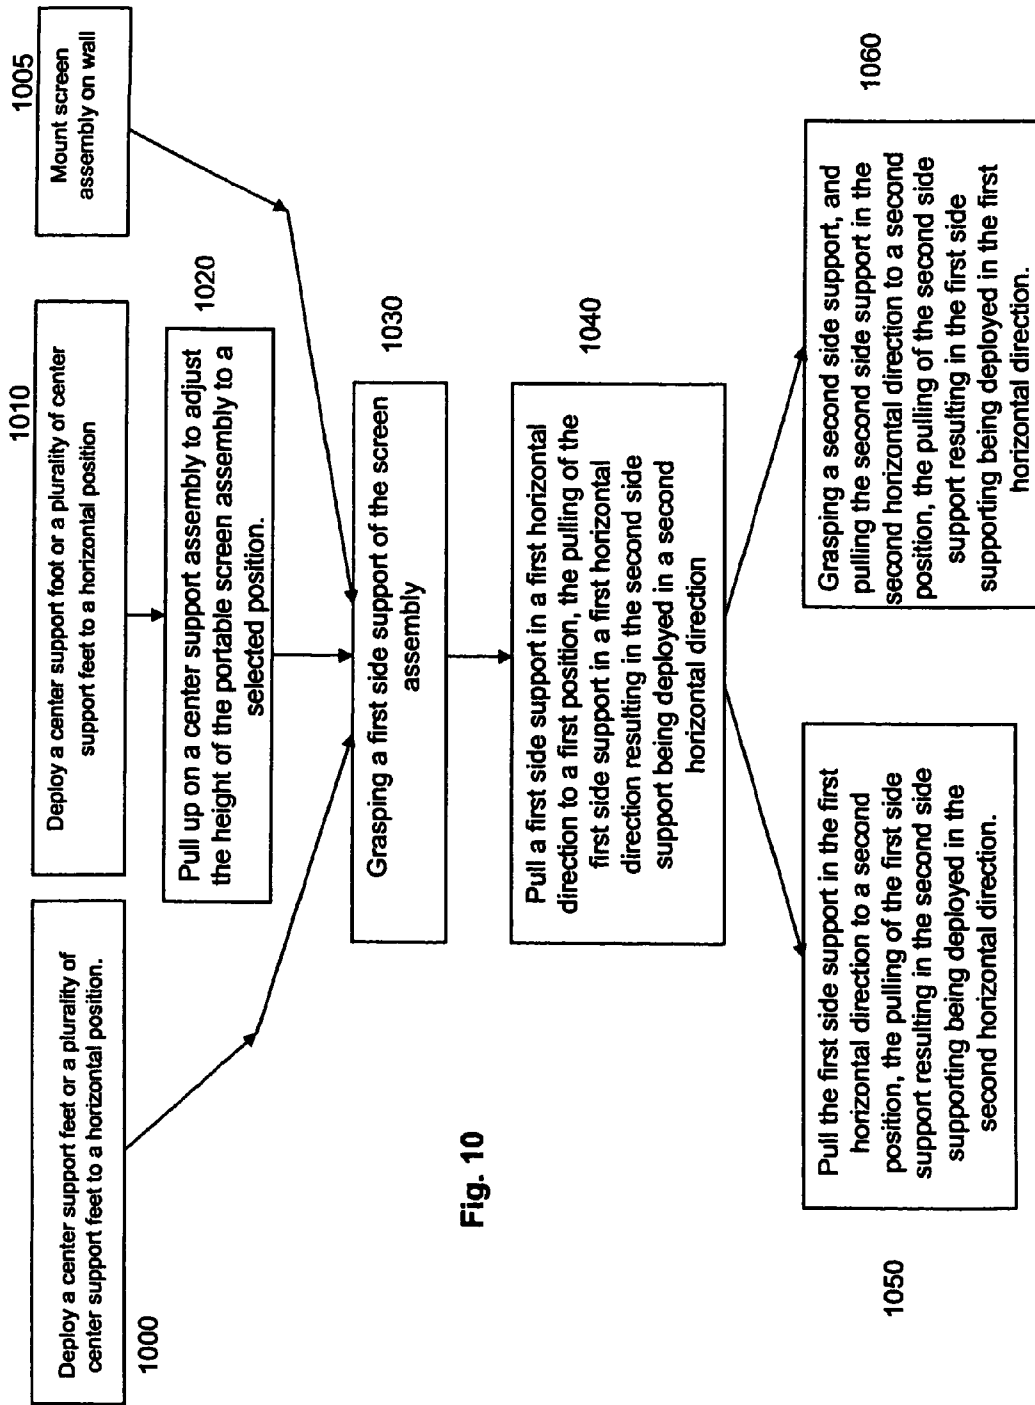 Deploy a center support feet or a plurality of
center support feet to a horizontal position.
1000
Deploy a center support foot or a plurality of center
support feet to a horizontal position
1010
Mount screen
assembly on wall
1005
Pull up on a center support assembly to adjust
the height of the portable screen assembly to a
selected position.
1020
Grasping a first side support of the screen
assembly
1030
Pull a first side support in a first horizontal
direction to a first position, the pulling of the
first side support in a first horizontal
direction resulting in the second side
support being deployed in a second
horizontal direction
1040
Pull the first side support in the first
horizontal direction to a second
position, the pulling of the first side
support resulting in the second side
supporting being deployed in the
second horizontal direction.
1050
Grasping a second side support, and
pulling the second side support in the
second horizontal direction to a second
position, the pulling of the second side
support resulting in the first side
supporting being deployed in the first
horizontal direction.
1060
Fig. 10